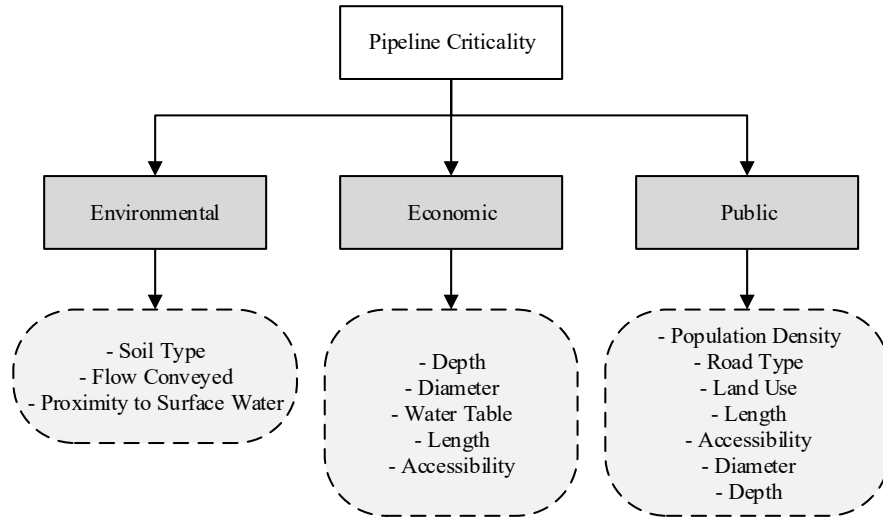 Pipeline Criticality
Environmental
Economic
Public
- Soil Type
- Flow Conveyed
- Proximity to Surface Water
- Depth
- Diameter
- Water Table
- Length
- Accessibility
- Population Density
- Road Type
- Land Use
- Length
- Accessibility
- Diameter
- Depth